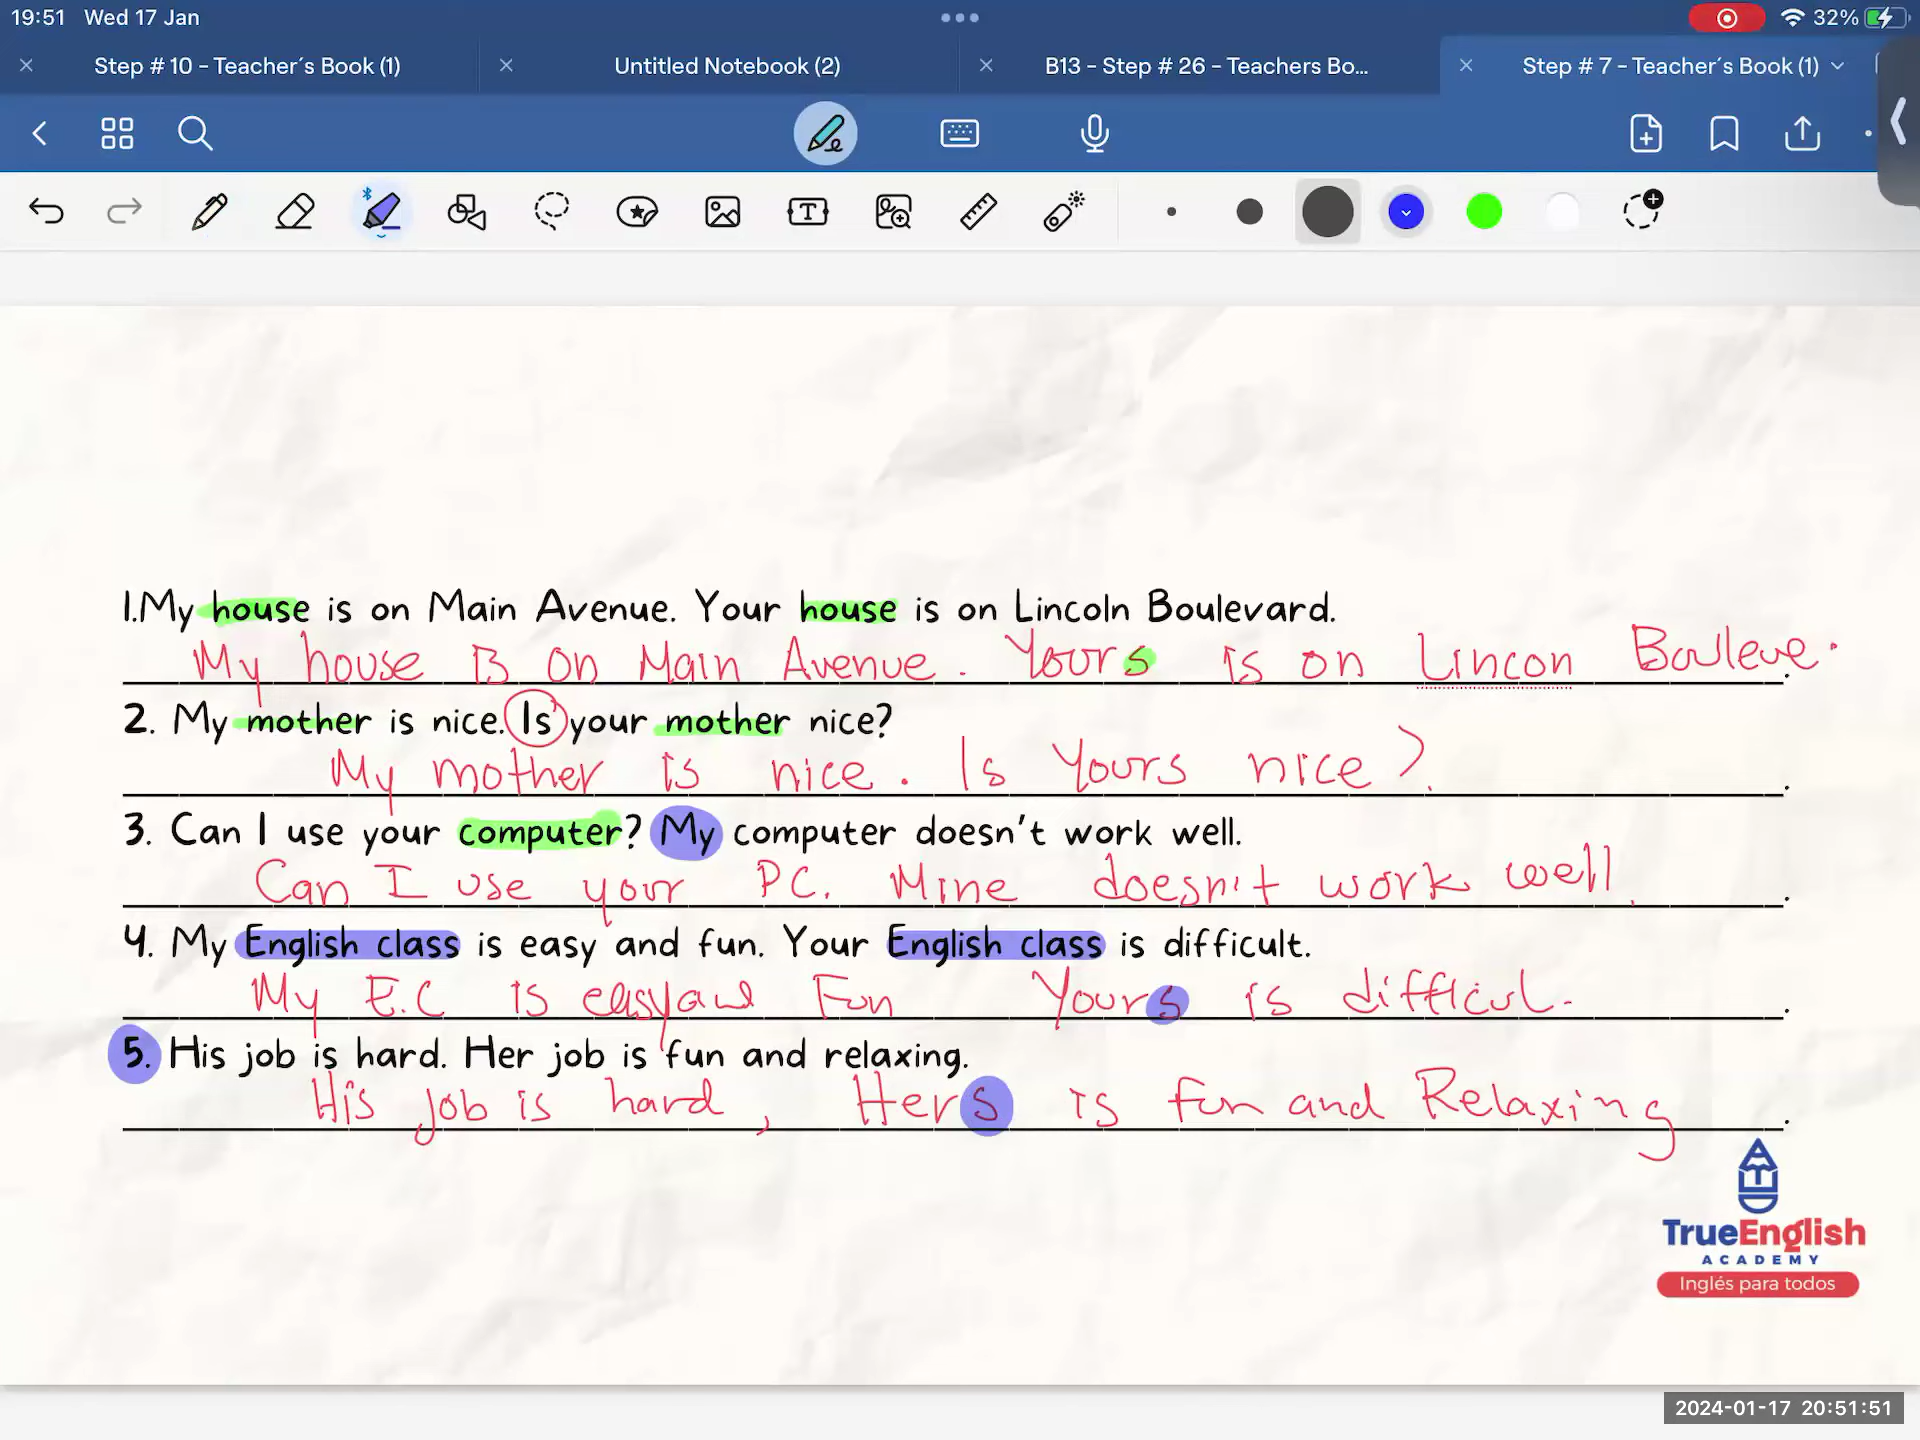 19:51 Wed 17 Jan
32%
Step # 10 - Teacher´s Book (1)
Untitled Notebook (2)
B13 - Step # 26 - Teachers Bo...
Step # 7 - Teacher´s Book (1)
1.My house is on Main Avenue. Your house is on Lincoln Boulevard.
My house is on Main Avenue. Yours is on Lincon Bouleve.
2. My mother is nice. Is your mother nice?
My mother is nice. Is Yours nice?
3. Can I use your computer? My computer doesn't work well.
Can I use your PC. Mine doesn't work well.
4. My English class is easy and fun. Your English class is difficult.
My E.C is easy and Fun Yours is difficul.
5. His job is hard. Her job is fun and relaxing.
His job is hard, Hers is fun and Relaxing
TrueEnglish
ACADEMY
Inglés para todos
2024-01-17 20:51:51